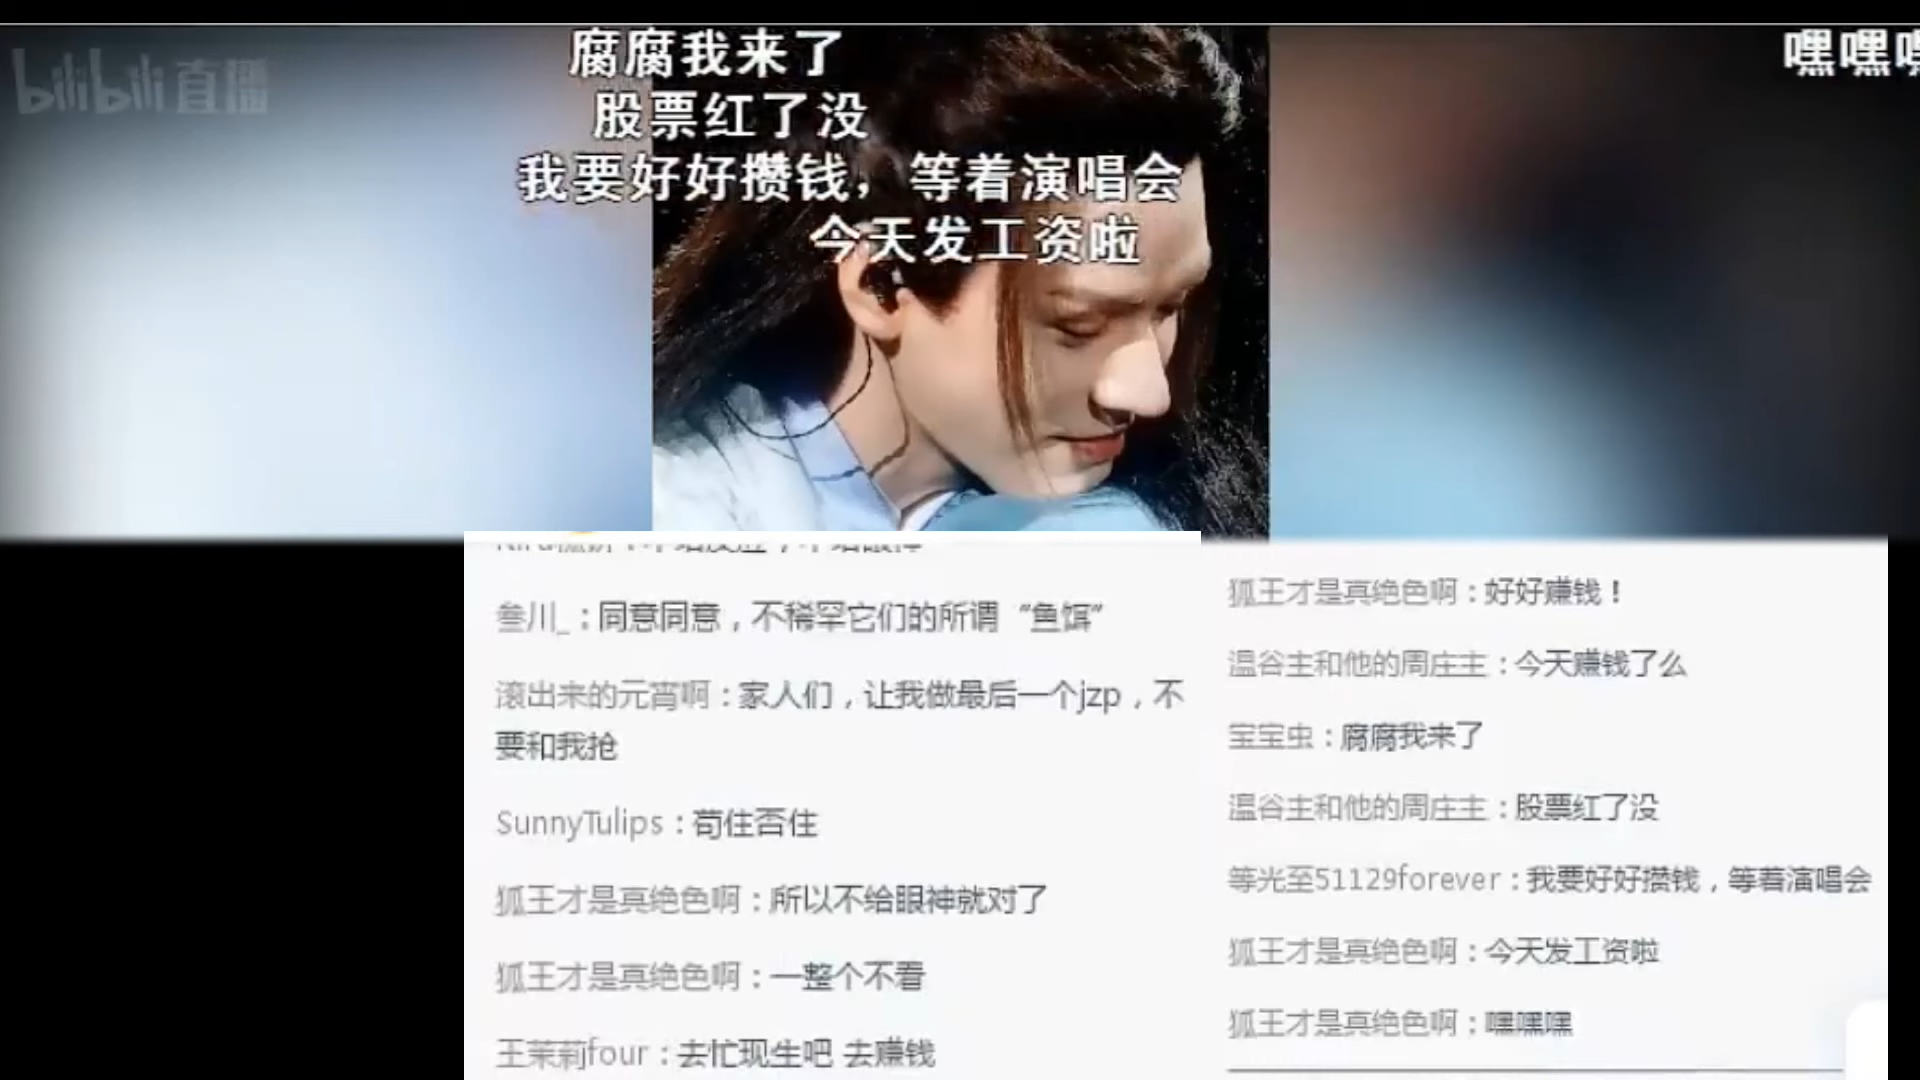 bilibili 直播
嘿嘿嘿
腐腐我来了
股票红了没
我要好好攒钱，等着演唱会
今天发工资啦
叁川_：同意同意，不稀罕它们的所谓“鱼饵”
滚出来的元宵啊：家人们，让我做最后一个jzp，不
要和我抢
SunnyTulips：苟住否住
狐王才是真绝色啊：所以不给眼神就对了
狐王才是真绝色啊：一整个不看
王茉莉four：去忙现生吧 去赚钱
狐王才是真绝色啊：好好赚钱！
温谷主和他的周庄主：今天赚钱了么
宝宝虫：腐腐我来了
温谷主和他的周庄主：股票红了没
等光至51129forever：我要好好攒钱，等着演唱会
狐王才是真绝色啊：今天发工资啦
狐王才是真绝色啊：嘿嘿嘿